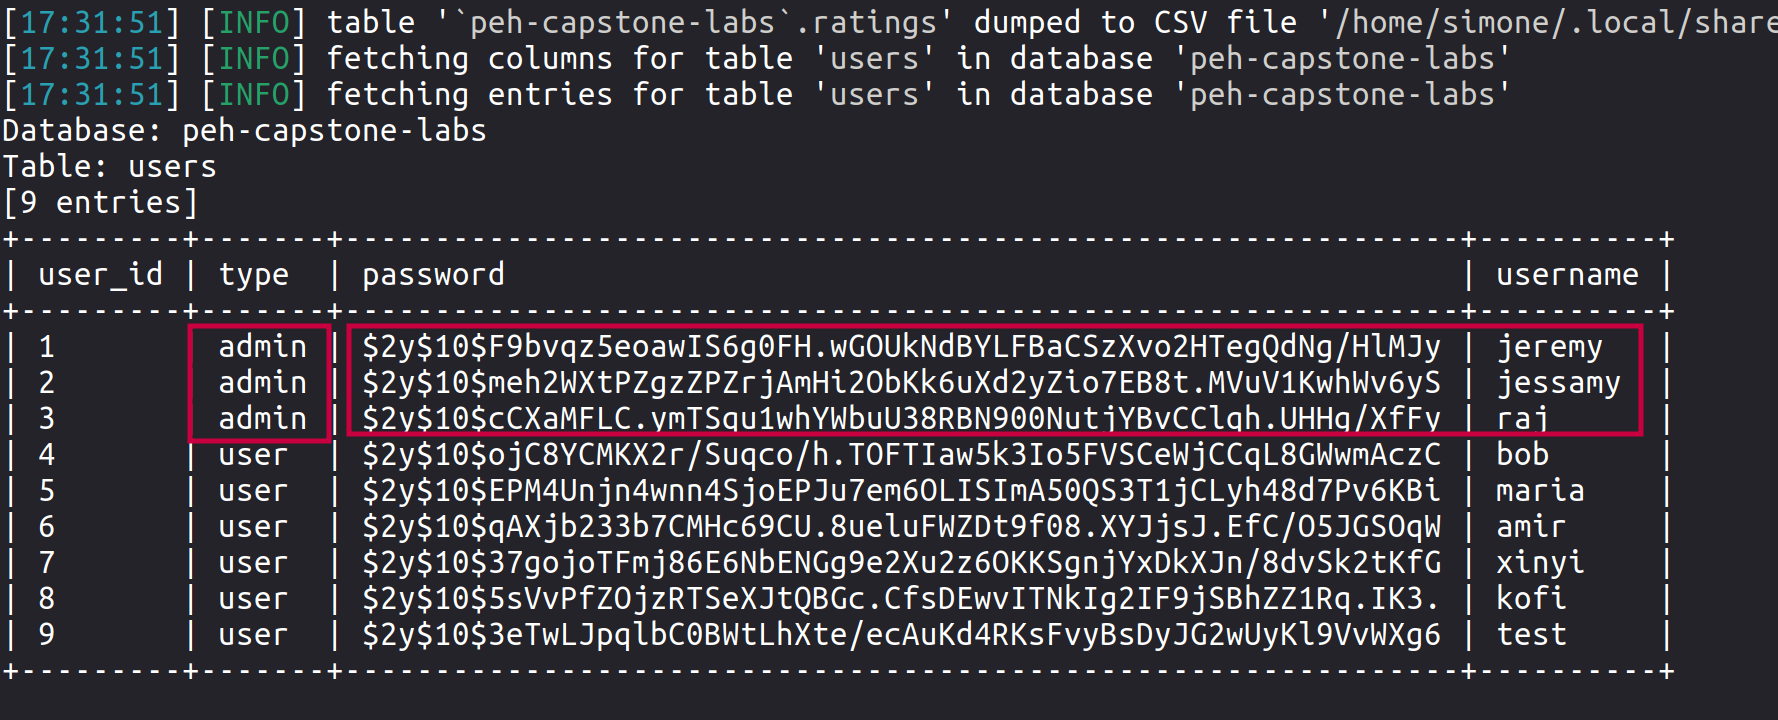 [17:31:51] [INFO] table '`peh-capstone-labs`.ratings' dumped to CSV file '/home/simone/.local/share
[17:31:51] [INFO] fetching columns for table 'users' in database 'peh-capstone-labs'
[17:31:51] [INFO] fetching entries for table 'users' in database 'peh-capstone-labs'
Database: peh-capstone-labs
Table: users
[9 entries]
+---------+-------+--------------------------------------------------------------+----------+
| user_id | type  | password                                                     | username |
+---------+-------+--------------------------------------------------------------+----------+
| 1       | admin | $2y$10$F9bvqz5eoawIS6g0FH.wGOUkNdBYLFBaCSzXvo2HTegQdNg/HlMJy | jeremy   |
| 2       | admin | $2y$10$meh2WXtPZgzZPZrjAmHi2ObKk6uXd2yZio7EB8t.MVuV1KwhWv6yS | jessamy  |
| 3       | admin | $2y$10$cCXaMFLC.ymTSqu1whYWbuU38RBN900NutjYBvCClqh.UHHg/XfFy | raj      |
| 4       | user  | $2y$10$ojC8YCMKX2r/Suqco/h.TOFTIaw5k3Io5FVSCeWjCCqL8GWwmAczC | bob      |
| 5       | user  | $2y$10$EPM4Unjn4wnn4SjoEPJu7em6OLISImA50QS3T1jCLyh48d7Pv6KBi | maria    |
| 6       | user  | $2y$10$qAXjb233b7CMHc69CU.8ueluFWZDt9f08.XYJjsJ.EfC/O5JGSOqW | amir     |
| 7       | user  | $2y$10$37gojoTFmj86E6NbENGg9e2Xu2z6OKKSgnjYxDkXJn/8dvSk2tKfG | xinyi    |
| 8       | user  | $2y$10$5sVvPfZOjzRTSeXJtQBGc.CfsDEwvITNkIg2IF9jSBhZZ1Rq.IK3. | kofi     |
| 9       | user  | $2y$10$3eTwLJpqlbC0BWtLhXte/ecAuKd4RKsFvyBsDyJG2wUyKl9VvWXg6 | test     |
+---------+-------+--------------------------------------------------------------+----------+